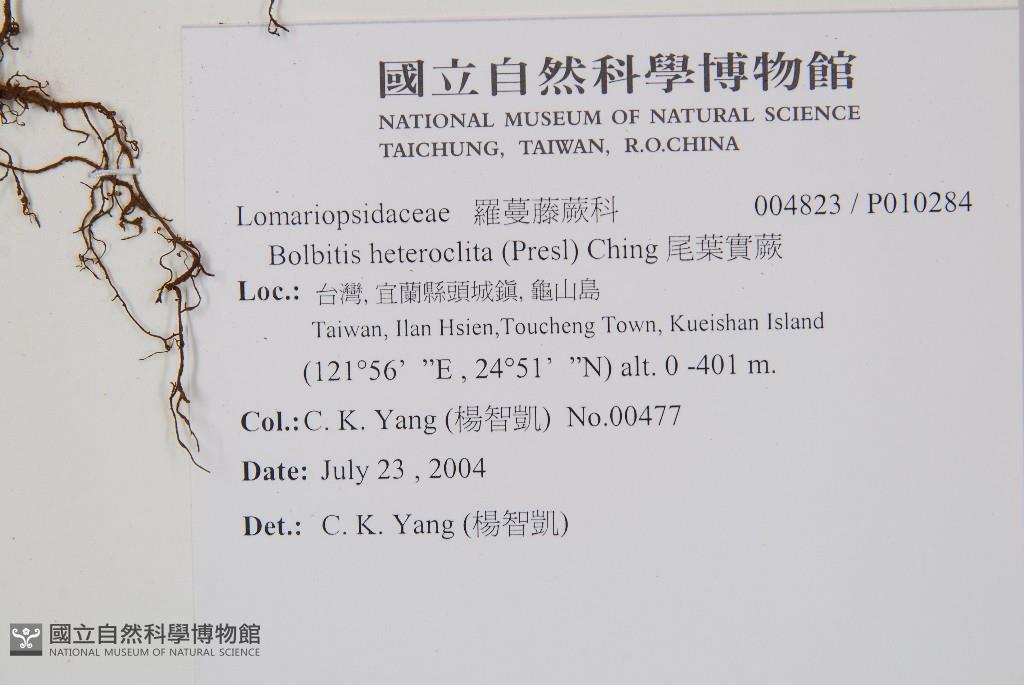 國立自然科學博物館
NATIONAL MUSEUM OF NATURAL SCIENCE
TAICHUNG, TAIWAN, R.O.CHINA
Lomariopsidaceae 羅蔓藤蕨科 004823 / P010284
Bolbitis heteroclita (Presl) Ching 尾葉實蕨
Loc.: 台灣, 宜蘭縣頭城鎮, 龜山島
Taiwan, Ilan Hsien,Toucheng Town, Kueishan Island
(121°56’ ”E , 24°51’ ”N) alt. 0 -401 m.
Col.: C. K. Yang (楊智凱) No.00477
Date: July 23 , 2004
Det.: C. K. Yang (楊智凱)
國立自然科學博物館
NATIONAL MUSEUM OF NATURAL SCIENCE